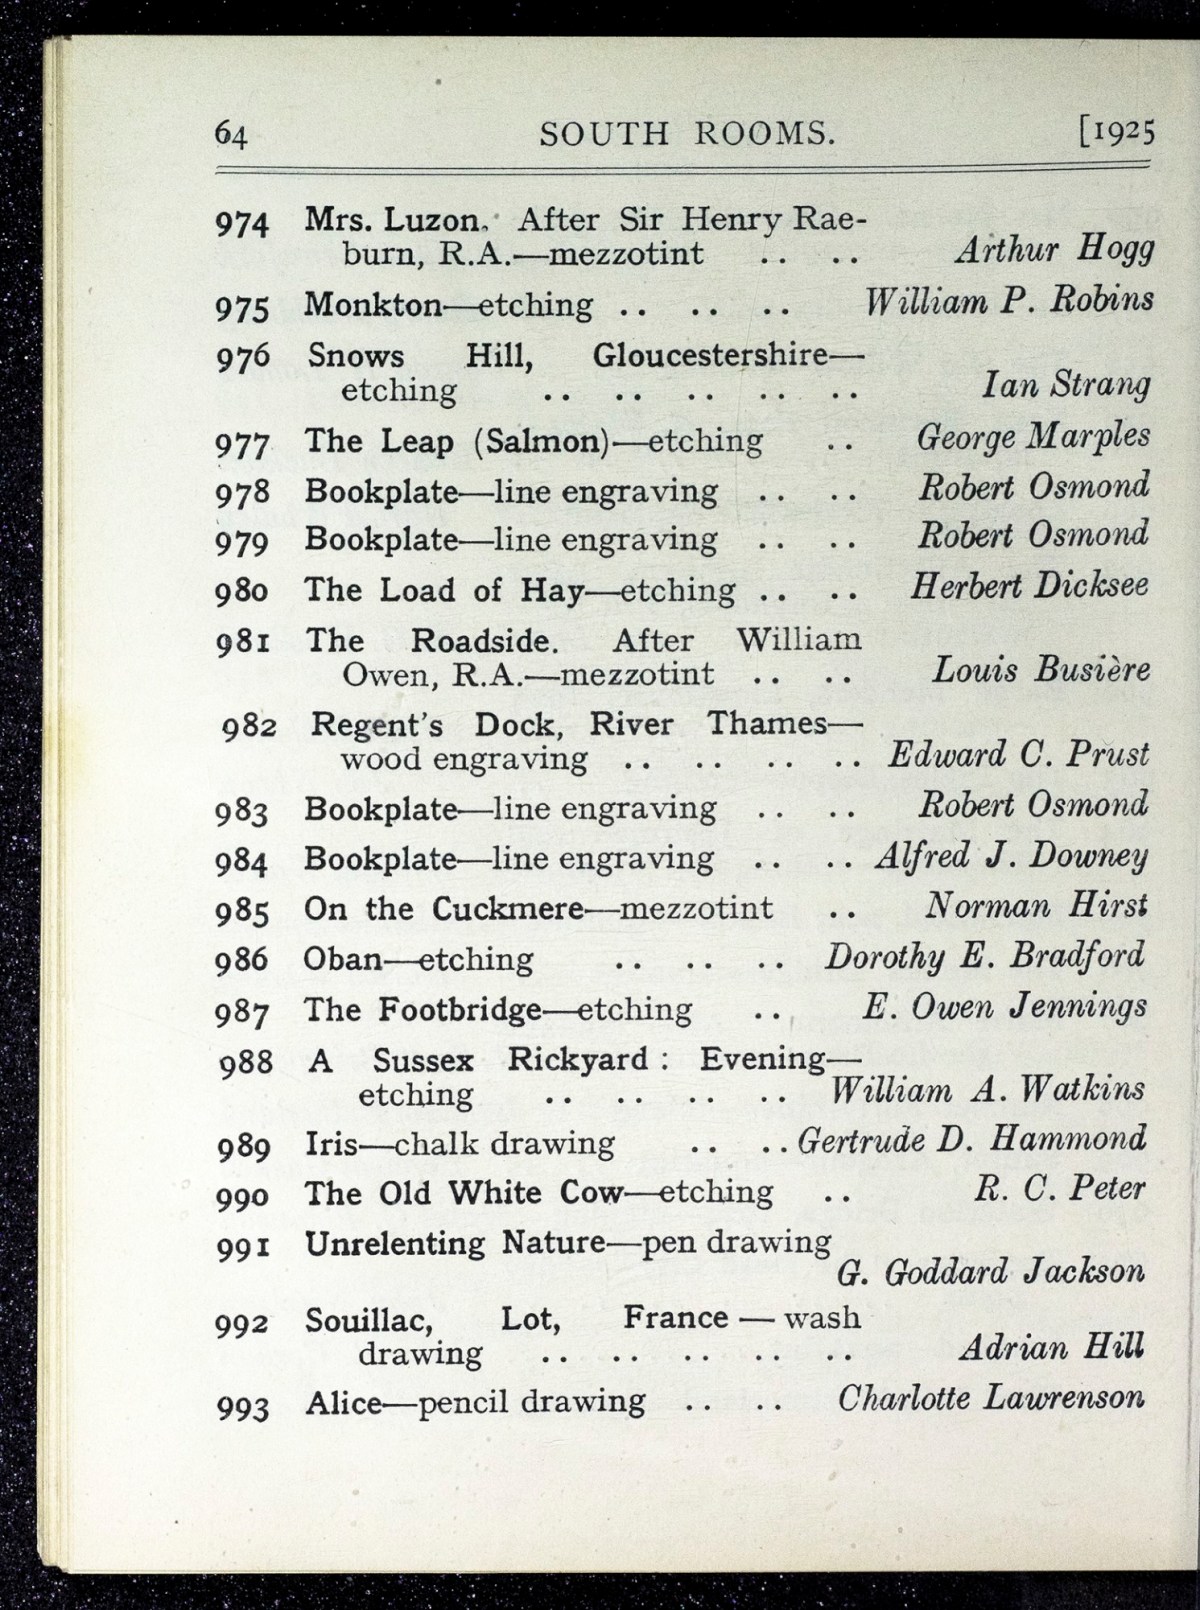 64 SOUTH ROOMS. [1925
974 Mrs. Luzon. After Sir Henry Rae-
burn, R.A.—mezzotint .. .. Arthur Hogg
975 Monkton—etching .. .. .. William P. Robins
976 Snows Hill, Gloucestershire—
etching .. .. .. .. .. Ian Strang
977 The Leap (Salmon)—etching .. George Marples
978 Bookplate—line engraving .. .. Robert Osmond
979 Bookplate—line engraving .. .. Robert Osmond
980 The Load of Hay—etching .. .. Herbert Dicksee
981 The Roadside. After William
Owen, R.A.—mezzotint .. .. Louis Busière
982 Regent's Dock, River Thames—
wood engraving .. .. .. .. Edward C. Prust
983 Bookplate—line engraving .. .. Robert Osmond
984 Bookplate—line engraving .. .. Alfred J. Downey
985 On the Cuckmere—mezzotint .. Norman Hirst
986 Oban—etching .. .. .. Dorothy E. Bradford
987 The Footbridge—etching .. E. Owen Jennings
988 A Sussex Rickyard : Evening—
etching .. .. .. .. William A. Watkins
989 Iris—chalk drawing .. .. Gertrude D. Hammond
990 The Old White Cow—etching .. R. C. Peter
991 Unrelenting Nature—pen drawing
G. Goddard Jackson
992 Souillac, Lot, France — wash
drawing .. .. .. .. .. Adrian Hill
993 Alice—pencil drawing .. .. Charlotte Lawrenson